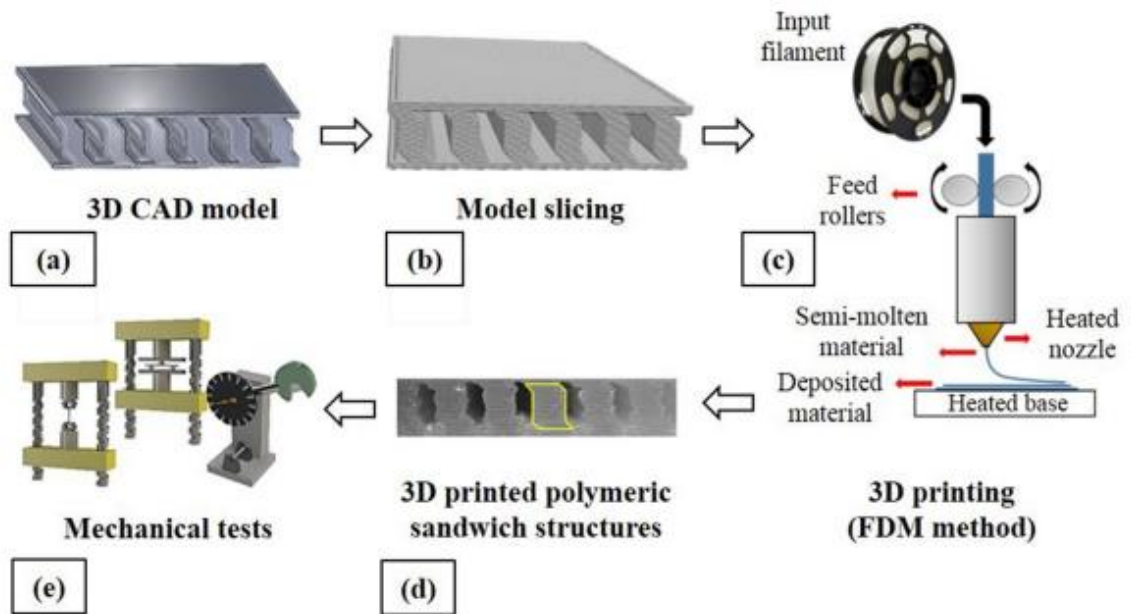 Input
filament
3D CAD model
Model slicing
Feed
rollers
(a)
(b)
(c)
Semi-molten
material
Heated
nozzle
Deposited
material
Heated base
3D printed polymeric
sandwich structures
3D printing
(FDM method)
Mechanical tests
(e)
(d)